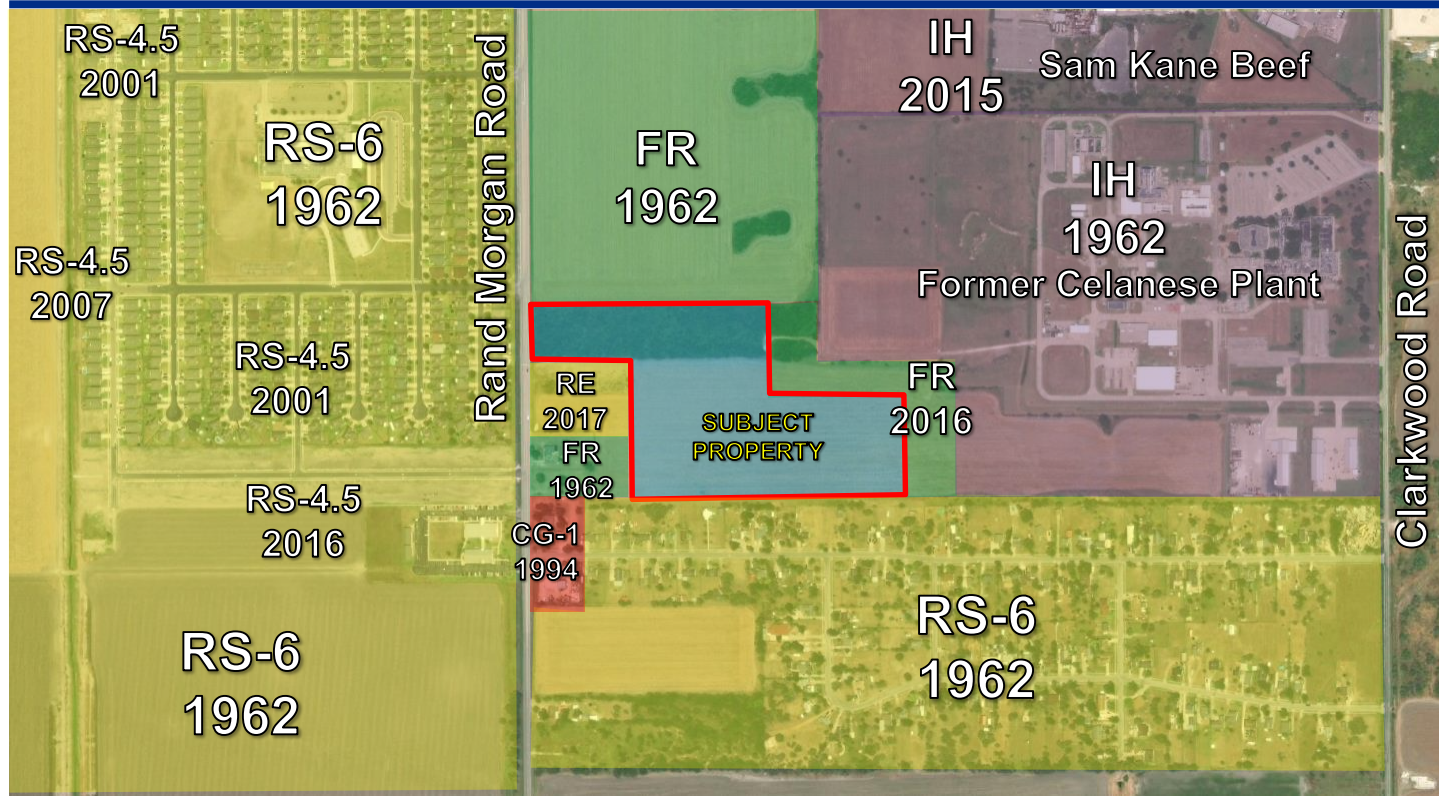 RS-4.5
2001
RS-6
1962
RS-4.5
2007
RS-4.5
2001
RS-4.5
2016
RS-6
1962
Rand Morgan Road
FR
1962
IH
2015
Sam Kane Beef
IH
1962
Former Celanese Plant
RE
2017
FR
1962
SUBJECT
PROPERTY
FR
2016
CG-1
1994
RS-6
1962
Clarkwood Road